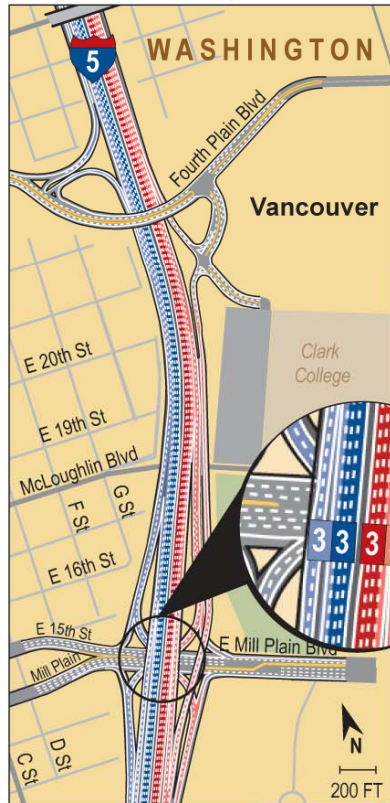 5
WASHINGTON
Fourth Plain Blvd
Vancouver
E 20th St
Clark
College
E 19th St
McLoughlin Blvd
G St
F St
3 3 3
E 16th St
E 15th St
E Mill Plain Blvd
Mill Plain
D St
C St
N
200 FT